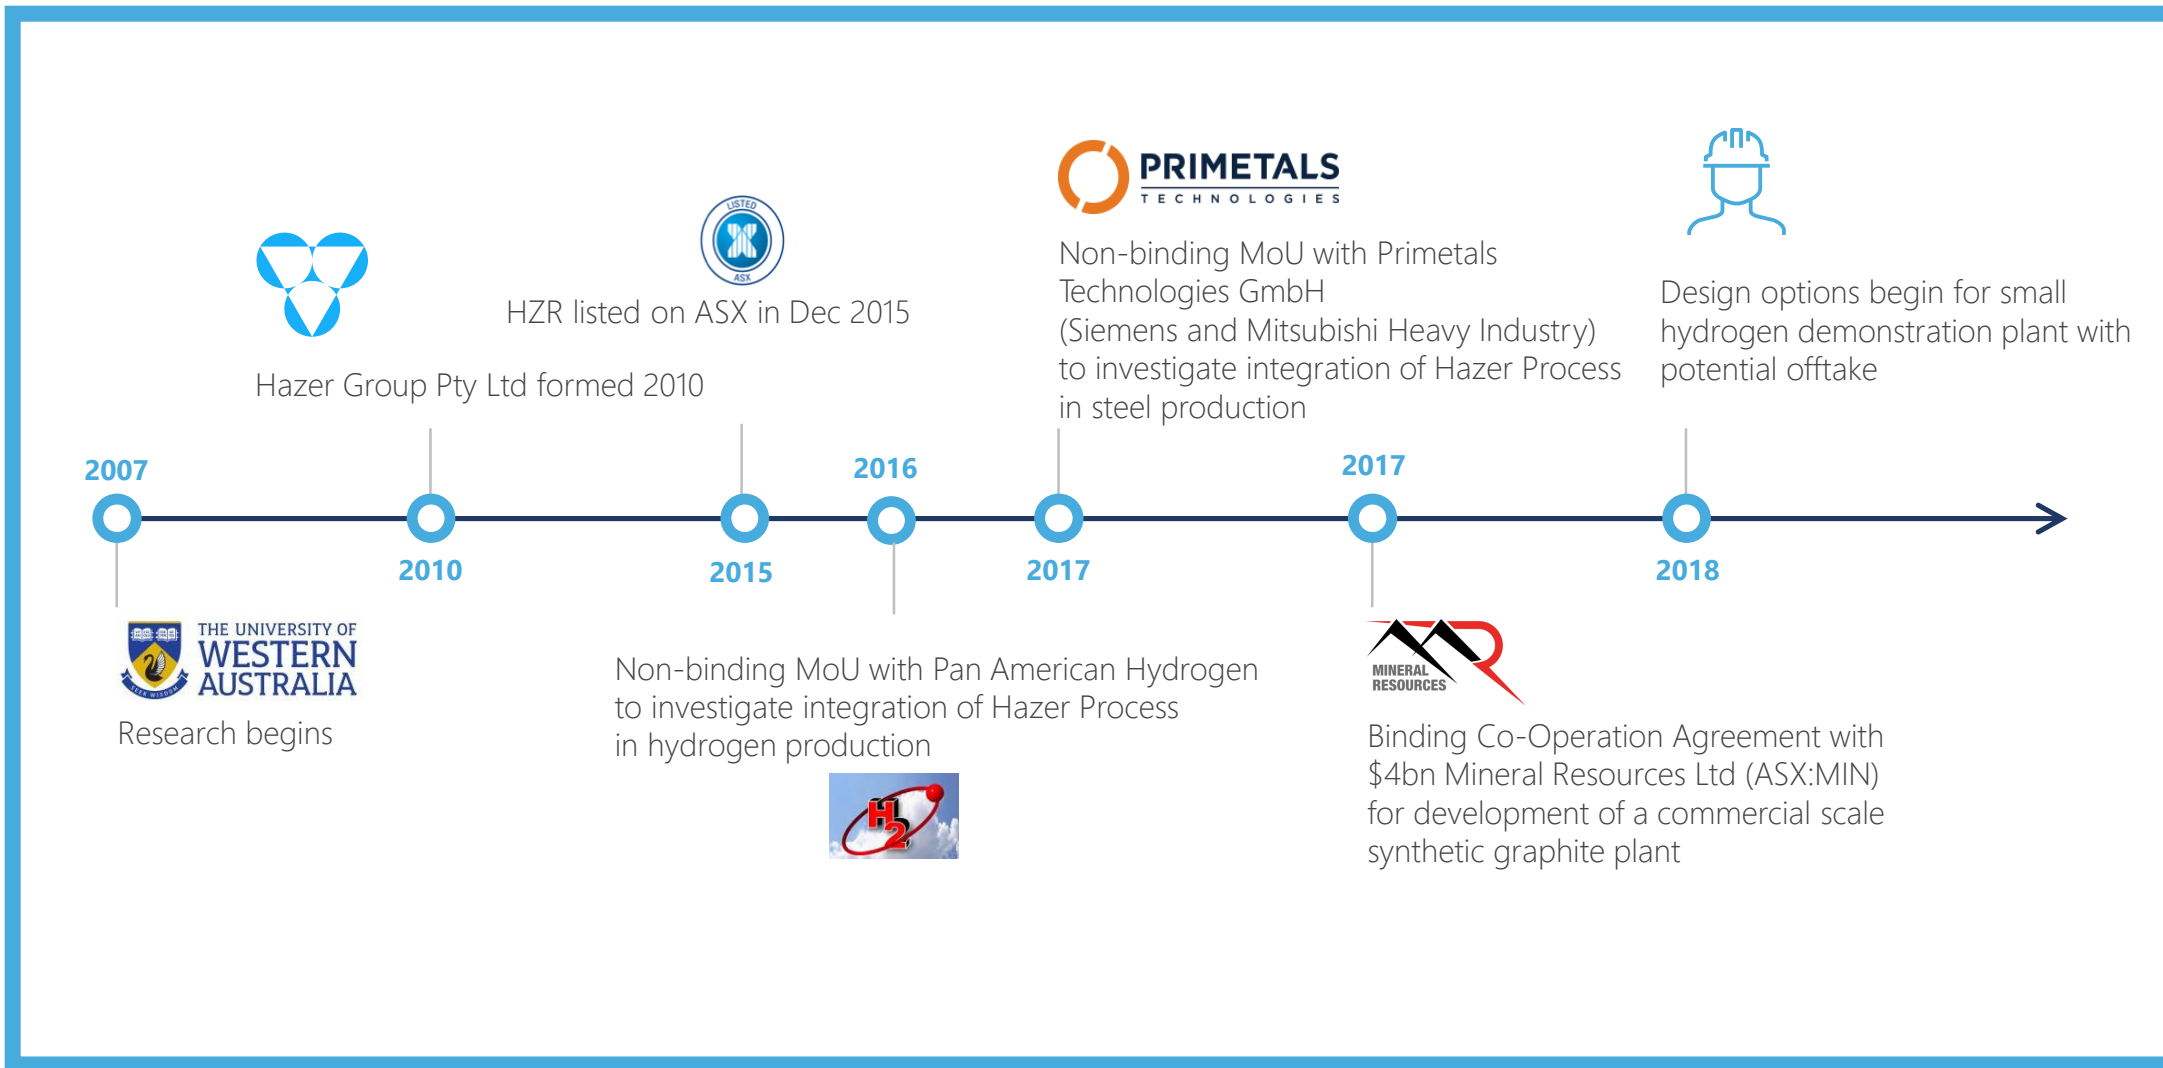 2007
THE UNIVERSITY OF
WESTERN
AUSTRALIA
SEEK WISDOM
Research begins
Hazer Group Pty Ltd formed 2010
2010
LISTED
ASX
HZR listed on ASX in Dec 2015
2015
2016
Non-binding MoU with Pan American Hydrogen
to investigate integration of Hazer Process
in hydrogen production
H2
PRIMETALS
TECHNOLOGIES
Non-binding MoU with Primetals
Technologies GmbH
(Siemens and Mitsubishi Heavy Industry)
to investigate integration of Hazer Process
in steel production
2017
2017
MINERAL
RESOURCES
Binding Co-Operation Agreement with
$4bn Mineral Resources Ltd (ASX:MIN)
for development of a commercial scale
synthetic graphite plant
Design options begin for small
hydrogen demonstration plant with
potential offtake
2018